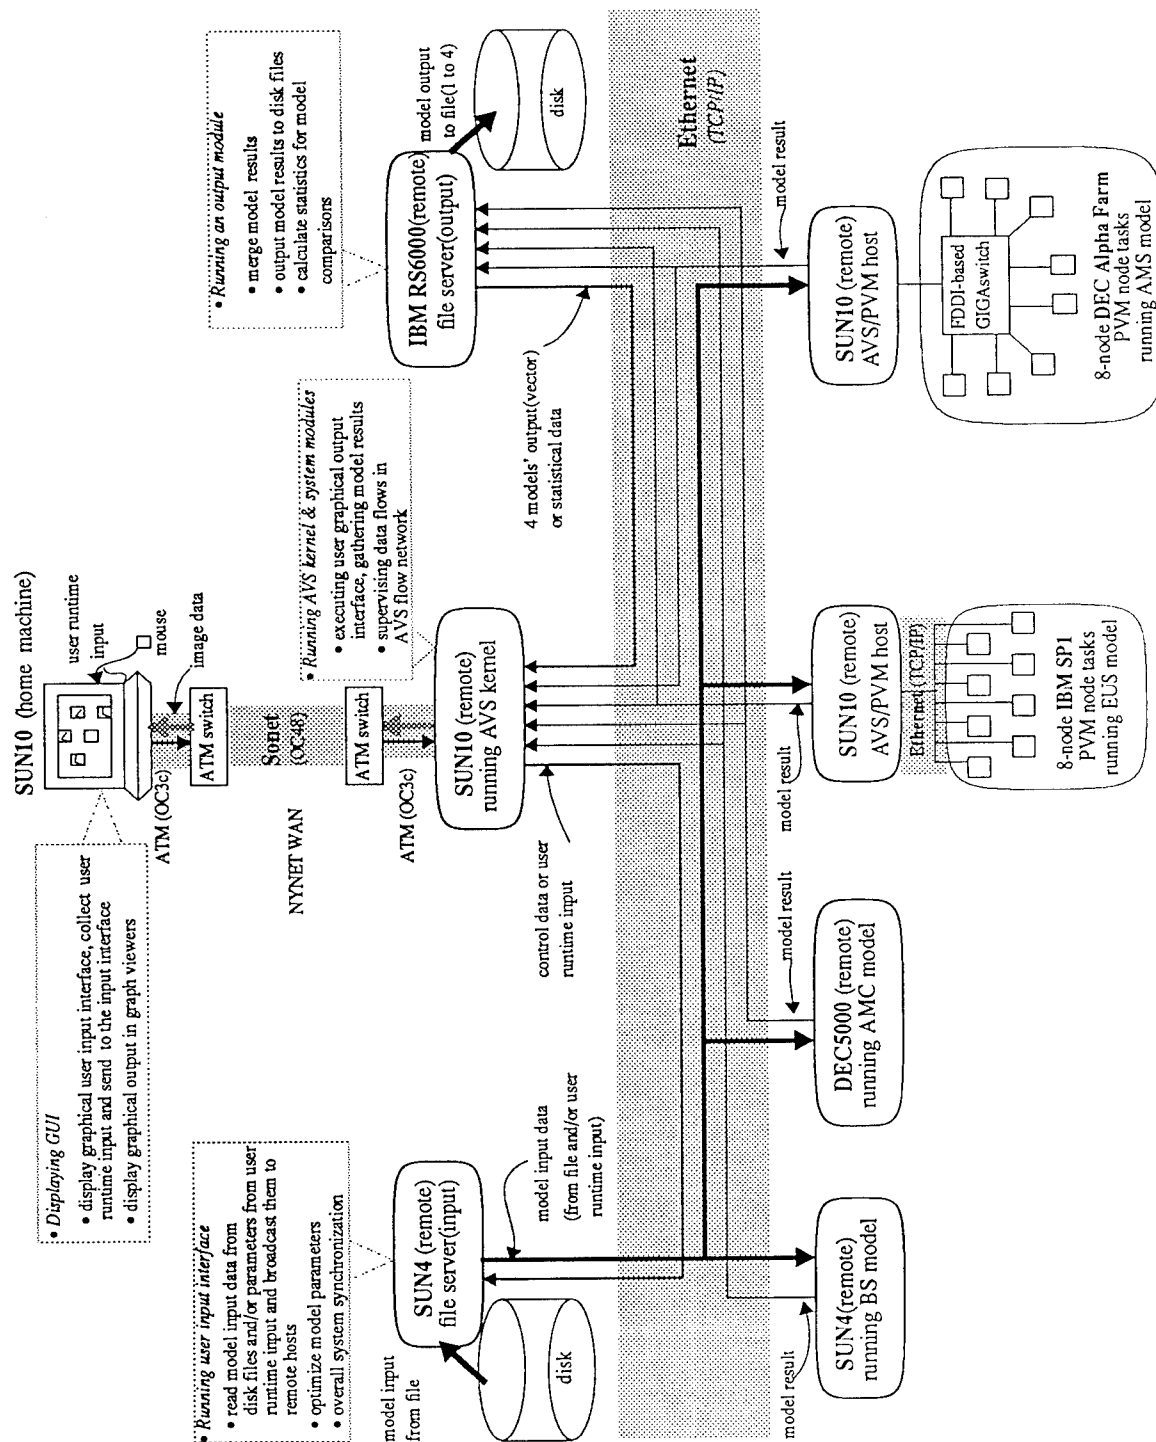 SUN10 (home machine)
• Displaying GUI
• display graphical user interface, collect user
runtime input and send to the input interface
• display graphical output in graph viewers
user runtime
input
mouse
image data
ATM (OC3c)
ATM switch
Sonet
(OC48)
NYNET WAN
ATM switch
ATM (OC3c)
• Running user input interface
• read model input data from
disk files and/or parameters from user
runtime input and broadcast them to
remote hosts
• optimize model parameters
• overall system synchronization
• Running AVS kernel & system modules
• executing user graphical output
interface, gathering model results
• supervising data flows in
AVS flow network
• Running an output module
• merge model results
• output model results to disk files
• calculate statistics for model
comparisons
model input
from file
disk
SUN4 (remote)
file server(input)
SUN10 (remote)
running AVS kernel
IBM RS6000(remote)
file server(output)
model output
to file(1 to 4)
disk
model input data
(from file and/or user
runtime input)
control data or user
runtime input
4 models' output(vector)
or statistical data
Ethernet
(TCP/IP)
model result
model result
model result
model result
SUN4(remote)
running BS model
DEC5000 (remote)
running AMC model
SUN10 (remote)
AVS/PVM host
Ethernet (TCP/IP)
8-node IBM SP1
PVM node tasks
running EUS model
SUN10 (remote)
AVS/PVM host
FDDI-based
GIGAswitch
8-node DEC Alpha Farm
PVM node tasks
running AMS model